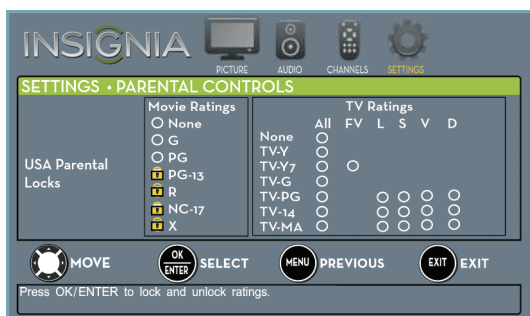 INSIGNIA
PICTURE AUDIO CHANNELS SETTINGS
SETTINGS • PARENTAL CONTROLS
USA Parental
Locks
Movie Ratings
None
G
PG
PG-13
R
NC-17
X
TV Ratings
All FV L S V D
None
TV-Y
TV-Y7
TV-G
TV-PG
TV-14
TV-MA
MOVE OK/ENTER SELECT MENU PREVIOUS EXIT EXIT
Press OK/ENTER to lock and unlock ratings.